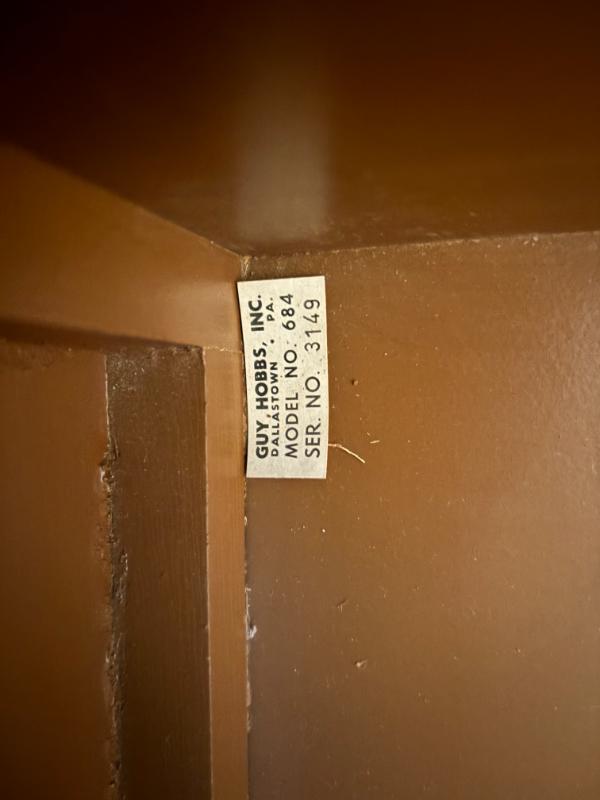 GUY HOBBS, INC.
DALLASTOWN • PA.
MODEL NO. 684
SER. NO. 3149